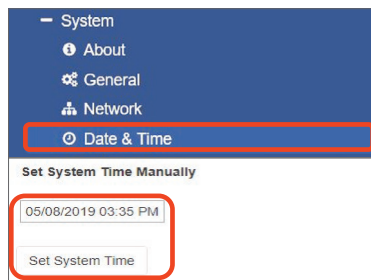 System
About
General
Network
Date & Time
Set System Time Manually
05/08/2019 03:35 PM
Set System Time